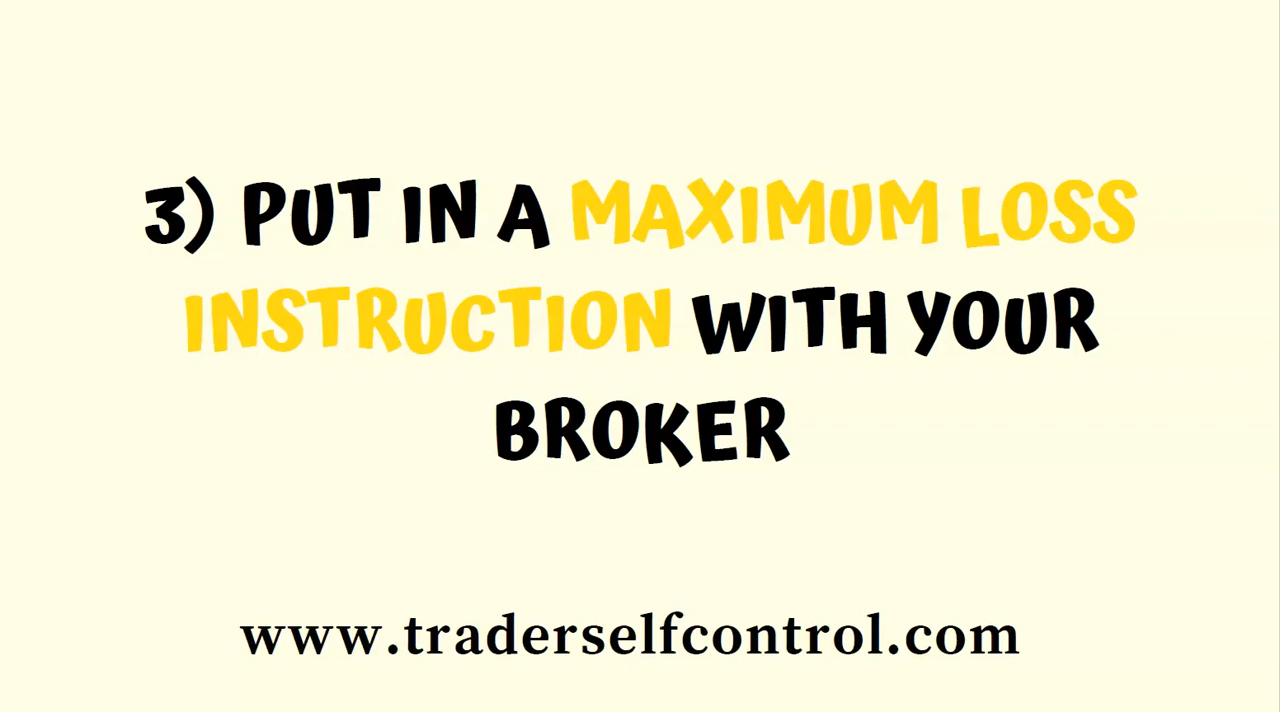 3) PUT IN A MAXIMUM LOSS
INSTRUCTION WITH YOUR
BROKER
www.traderselfcontrol.com